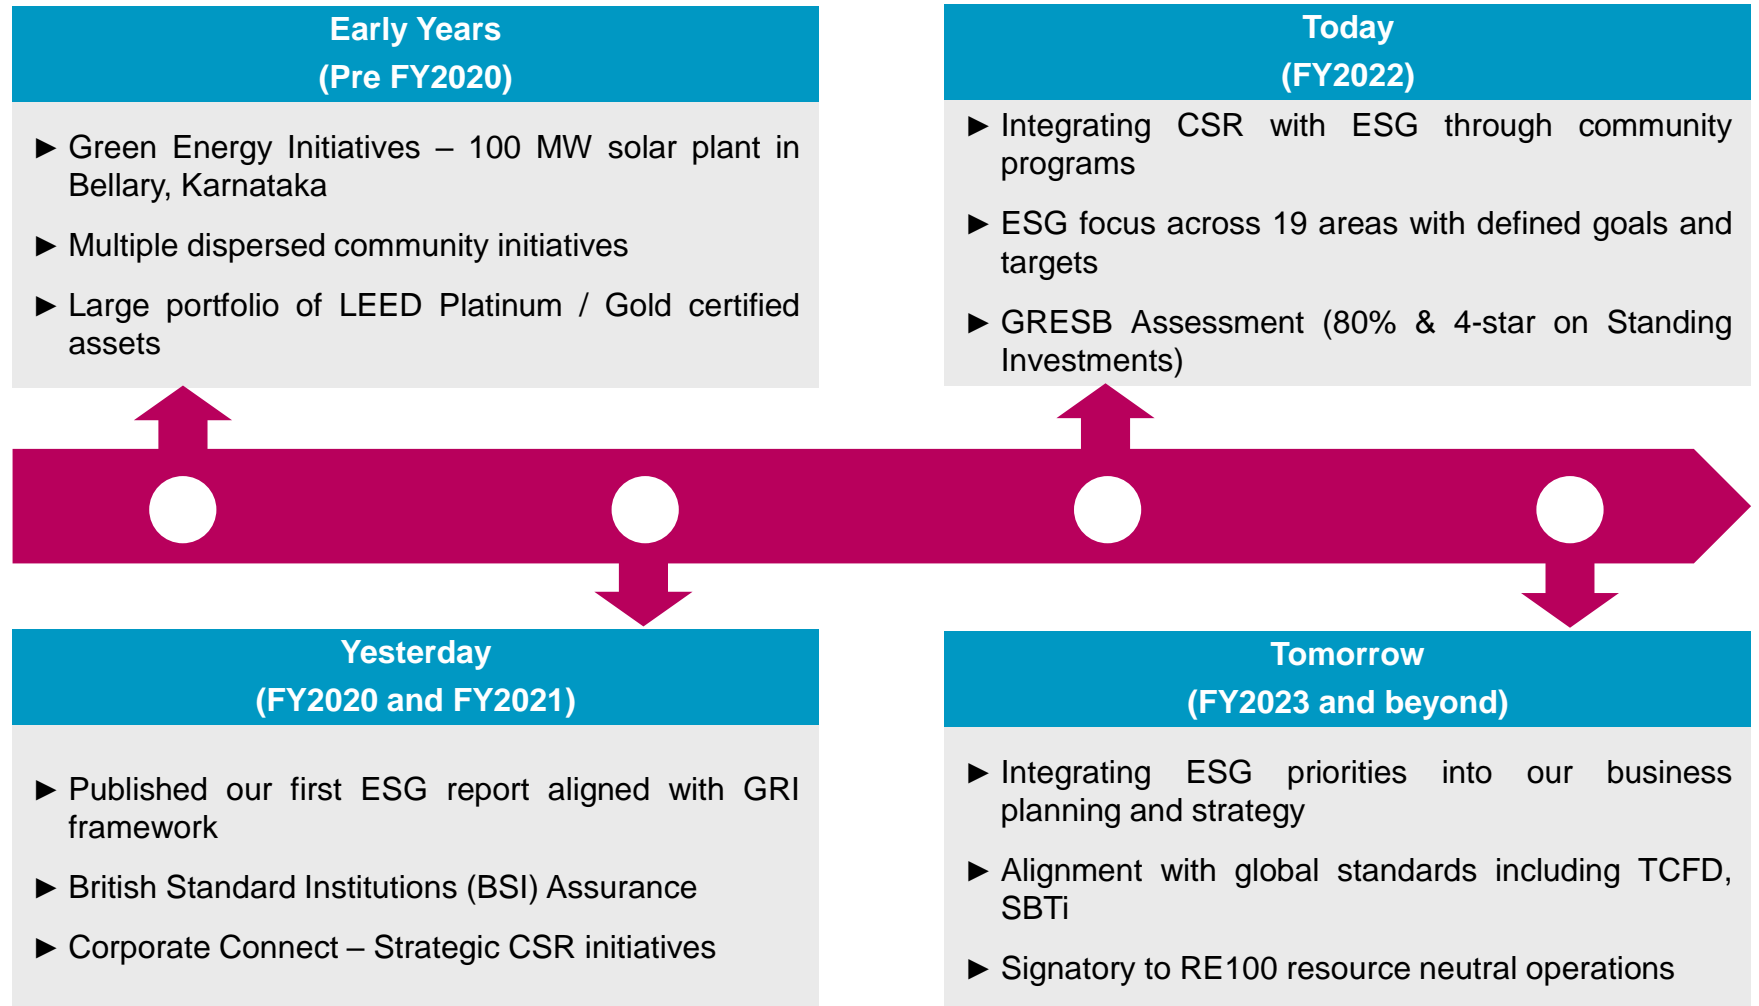 Early Years
(Pre FY2020)
► Green Energy Initiatives – 100 MW solar plant in
Bellary, Karnataka
► Multiple dispersed community initiatives
► Large portfolio of LEED Platinum / Gold certified
assets
Today
(FY2022)
► Integrating CSR with ESG through community
programs
► ESG focus across 19 areas with defined goals and
targets
► GRESB Assessment (80% & 4-star on Standing
Investments)
Yesterday
(FY2020 and FY2021)
► Published our first ESG report aligned with GRI
framework
► British Standard Institutions (BSI) Assurance
► Corporate Connect – Strategic CSR initiatives
Tomorrow
(FY2023 and beyond)
► Integrating ESG priorities into our business
planning and strategy
► Alignment with global standards including TCFD,
SBTi
► Signatory to RE100 resource neutral operations